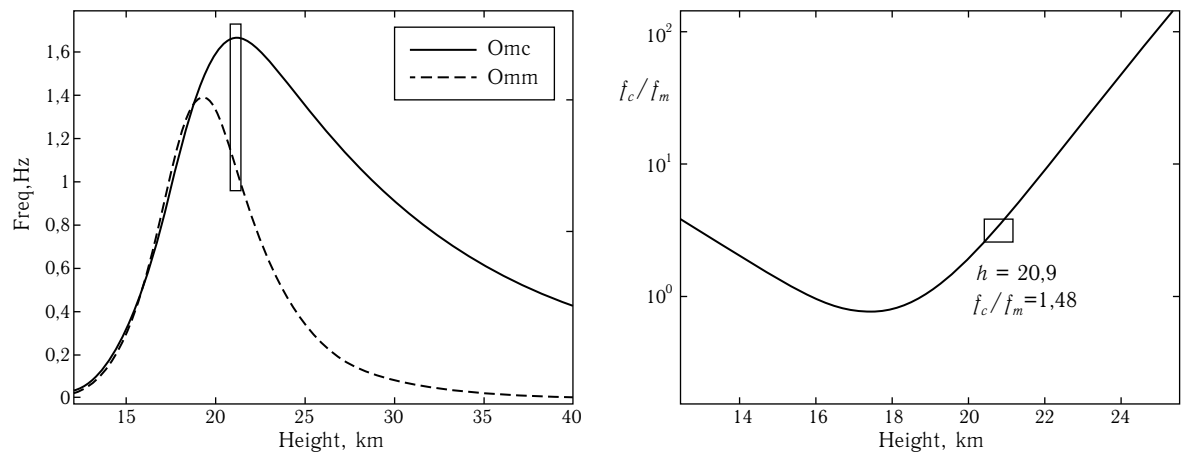 1,6
1,4
1,2
1
0,8
0,6
0,4
0,2
0
Freq,Hz
15 20 25 30 35 40
Height, km
Omc
Omm
10²
10¹
10⁰
f_c/f_m
h = 20,9
f_c/f_m=1,48
14 16 18 20 22 24
Height, km